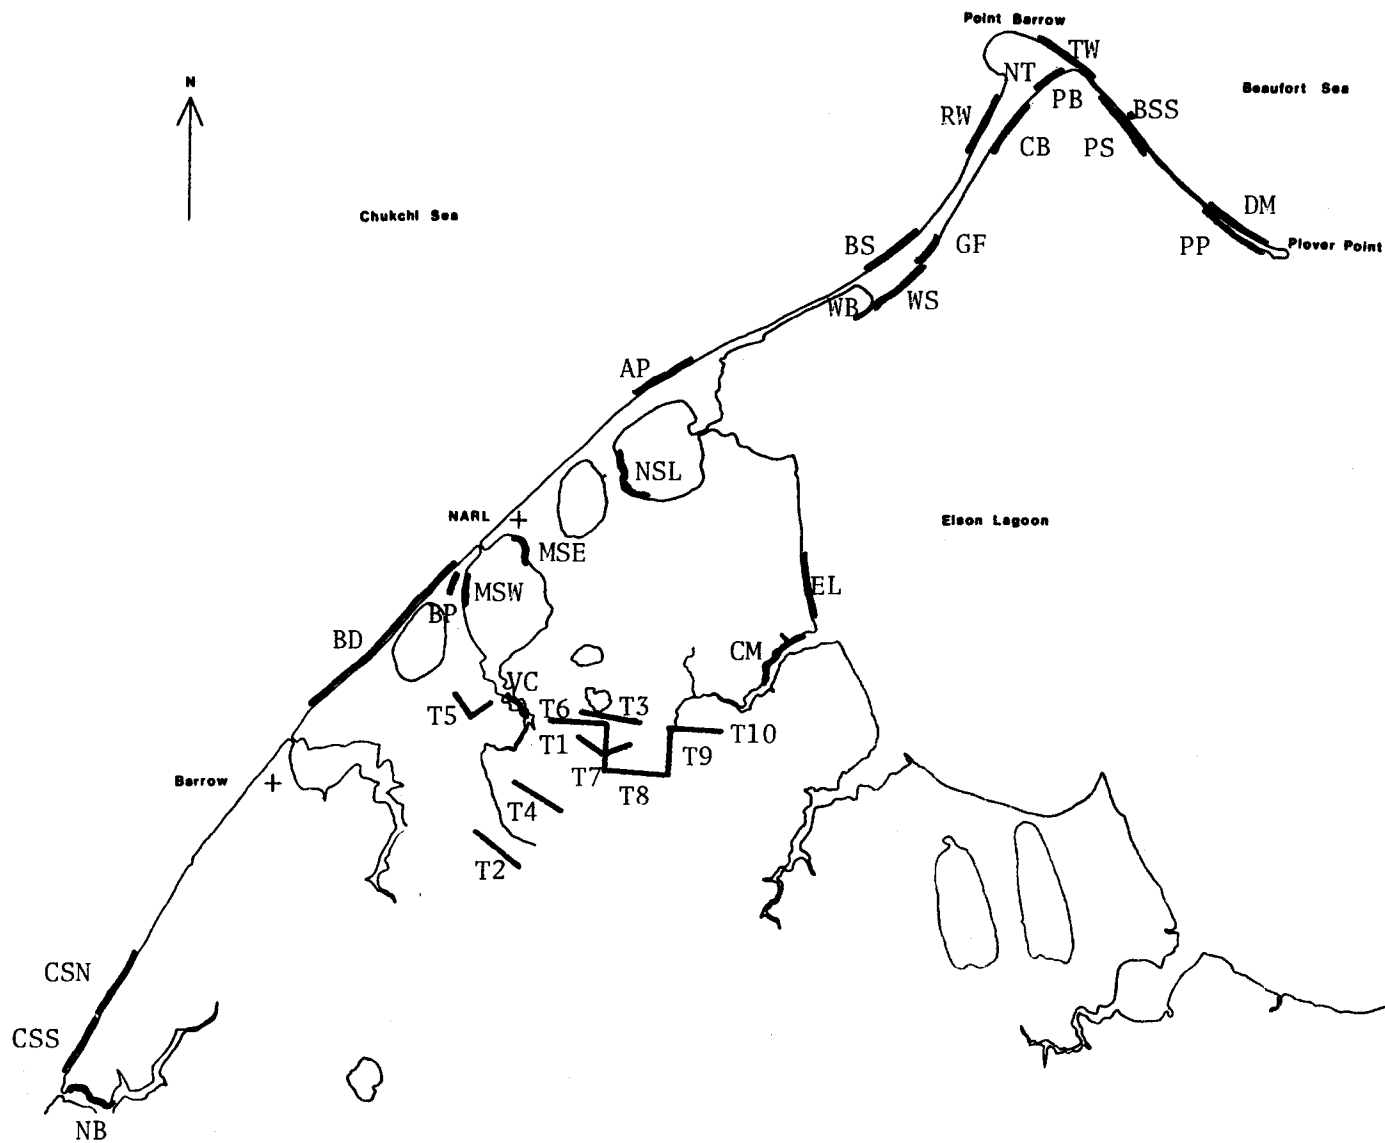 Point Barrow
TW
NT
Beaufort Sea
PB
BSS
RW
CB
PS
N
Chukchi Sea
DM
BS
GF
PP
Plover Point
WB
WS
AP
NSL
NARL
Elson Lagoon
MSE
MSW
EL
BP
BD
CM
VC
T5
T6
T3
T1
T9
T10
T7
Barrow
T8
T4
T2
CSN
CSS
NB